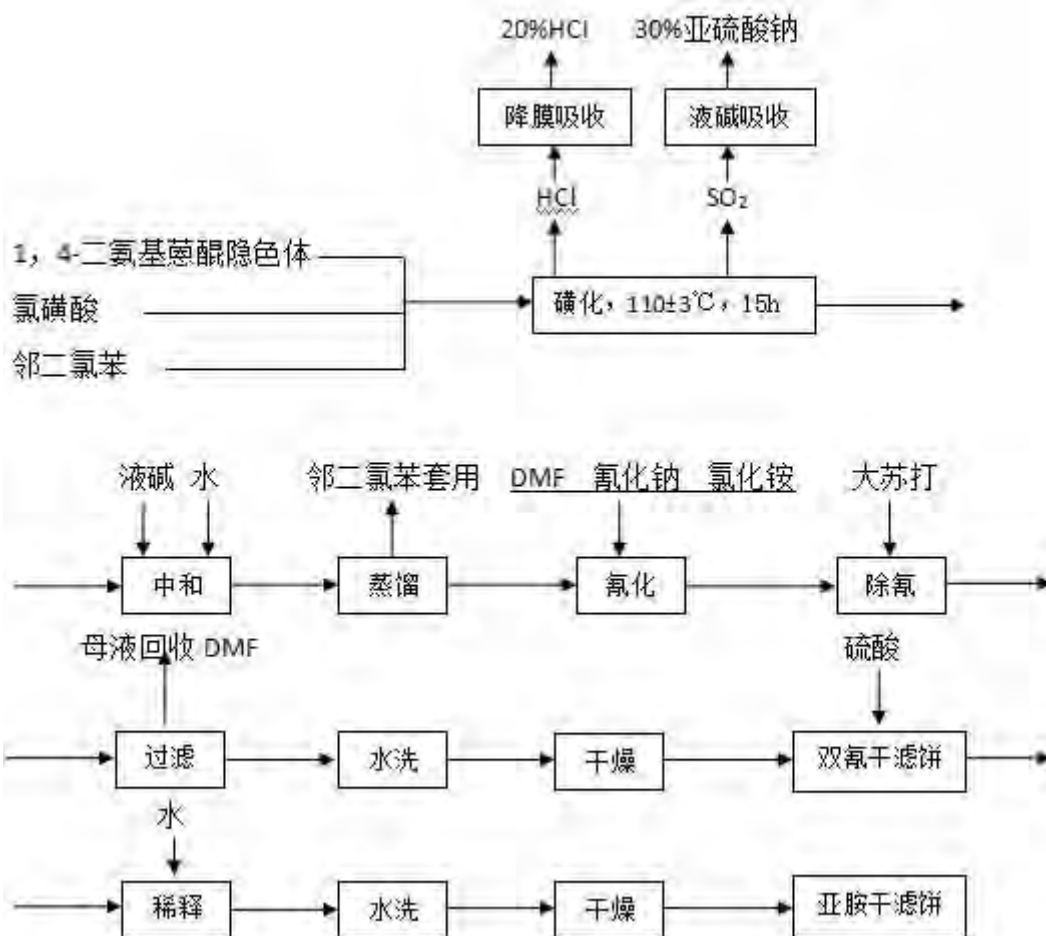 20%HCl 30%亚硫酸钠
降膜吸收 液碱吸收
HCl SO₂
1，4-二氨基蒽醌隐色体
氯磺酸
磺化，110±3℃，15h
邻二氯苯
液碱 水 邻二氯苯套用 DMF 氰化钠 氯化铵 大苏打
中和 蒸馏 氰化 除氰
母液回收 DMF 硫酸
过滤 水洗 干燥 双氰干滤饼
水
稀释 水洗 干燥 亚胺干滤饼